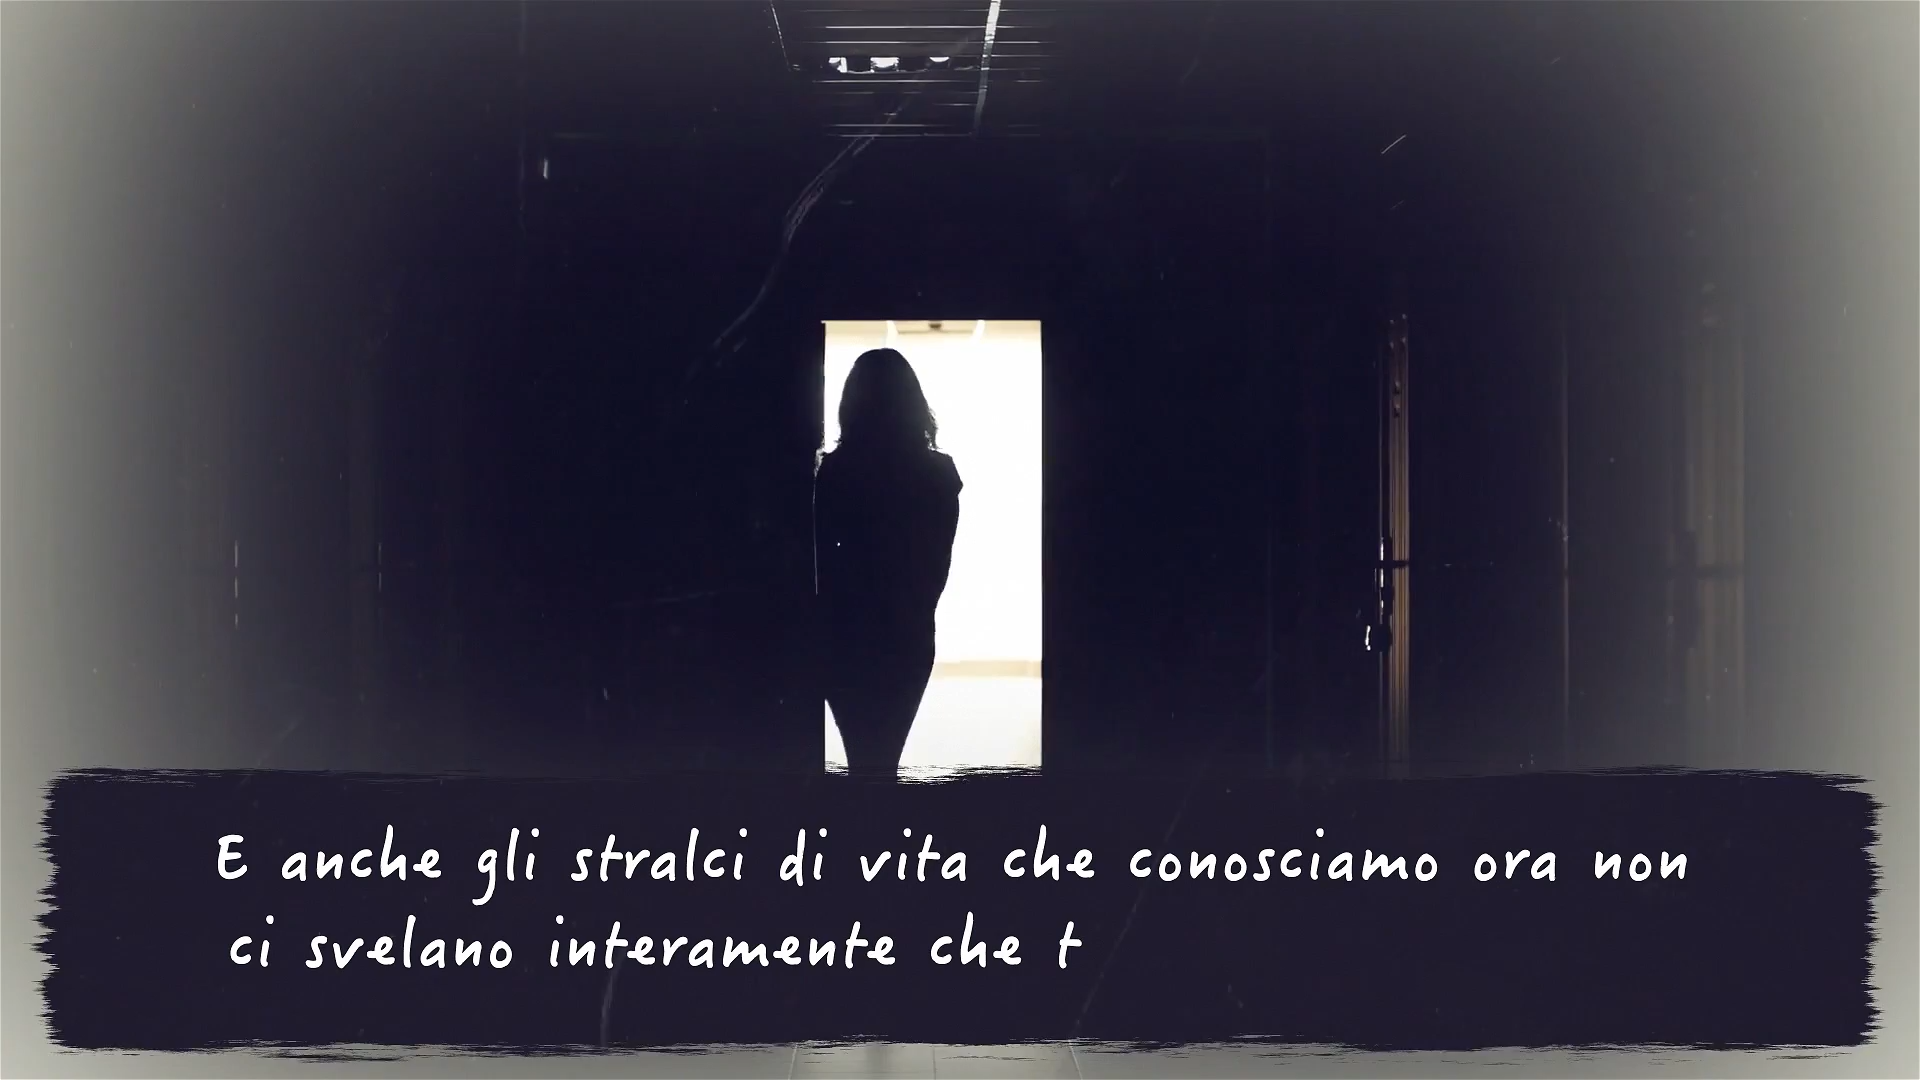 E anche gli stralci di vita che conosciamo ora non
ci svelano interamente che t